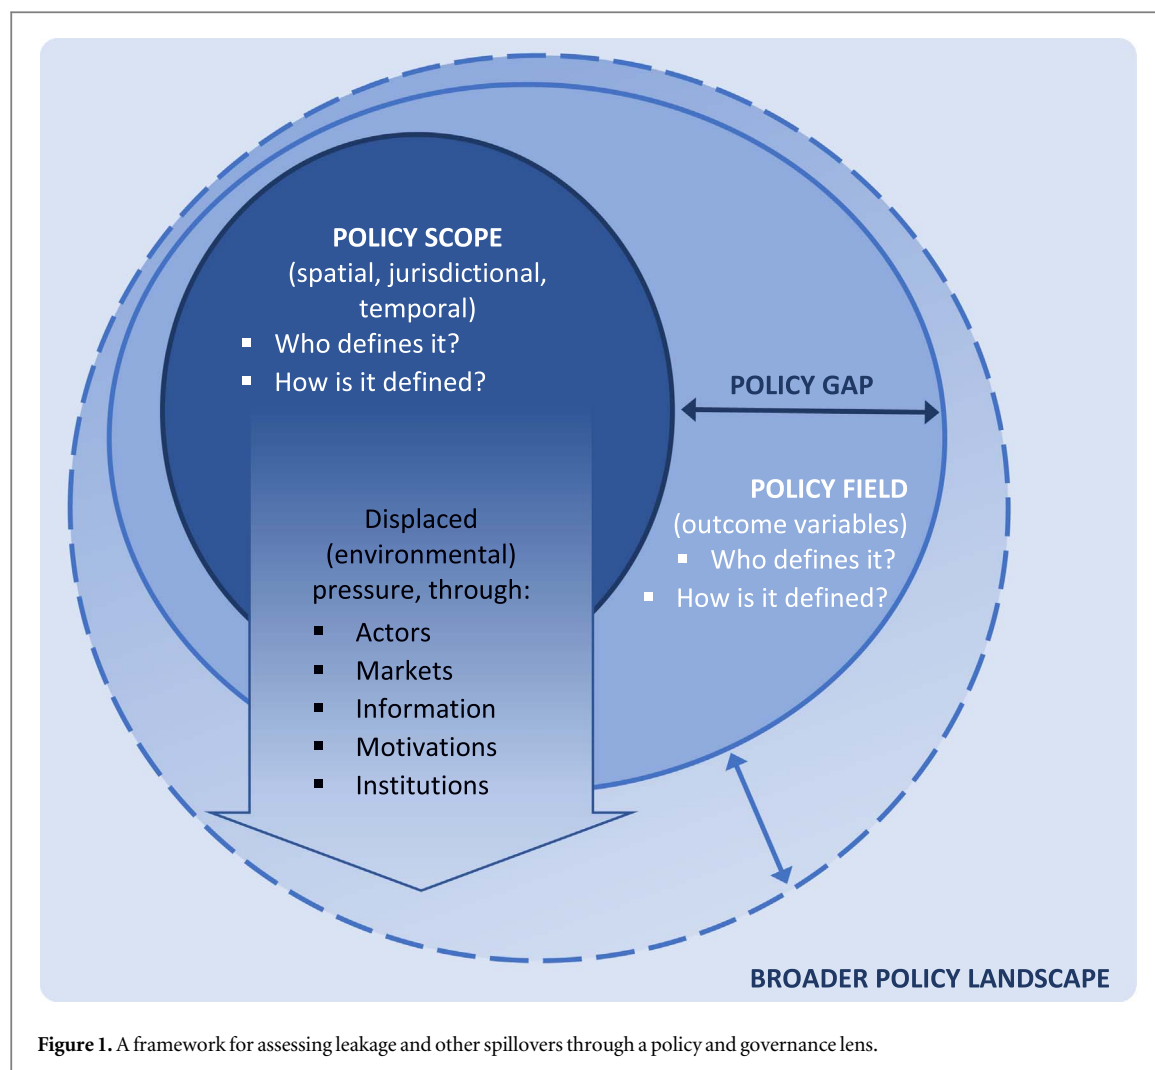 POLICY SCOPE
(spatial, jurisdictional,
temporal)
▪ Who defines it?
▪ How is it defined?
POLICY GAP
POLICY FIELD
(outcome variables)
▪ Who defines it?
▪ How is it defined?
Displaced
(environmental)
pressure, through:
▪ Actors
▪ Markets
▪ Information
▪ Motivations
▪ Institutions
BROADER POLICY LANDSCAPE
Figure 1. A framework for assessing leakage and other spillovers through a policy and governance lens.